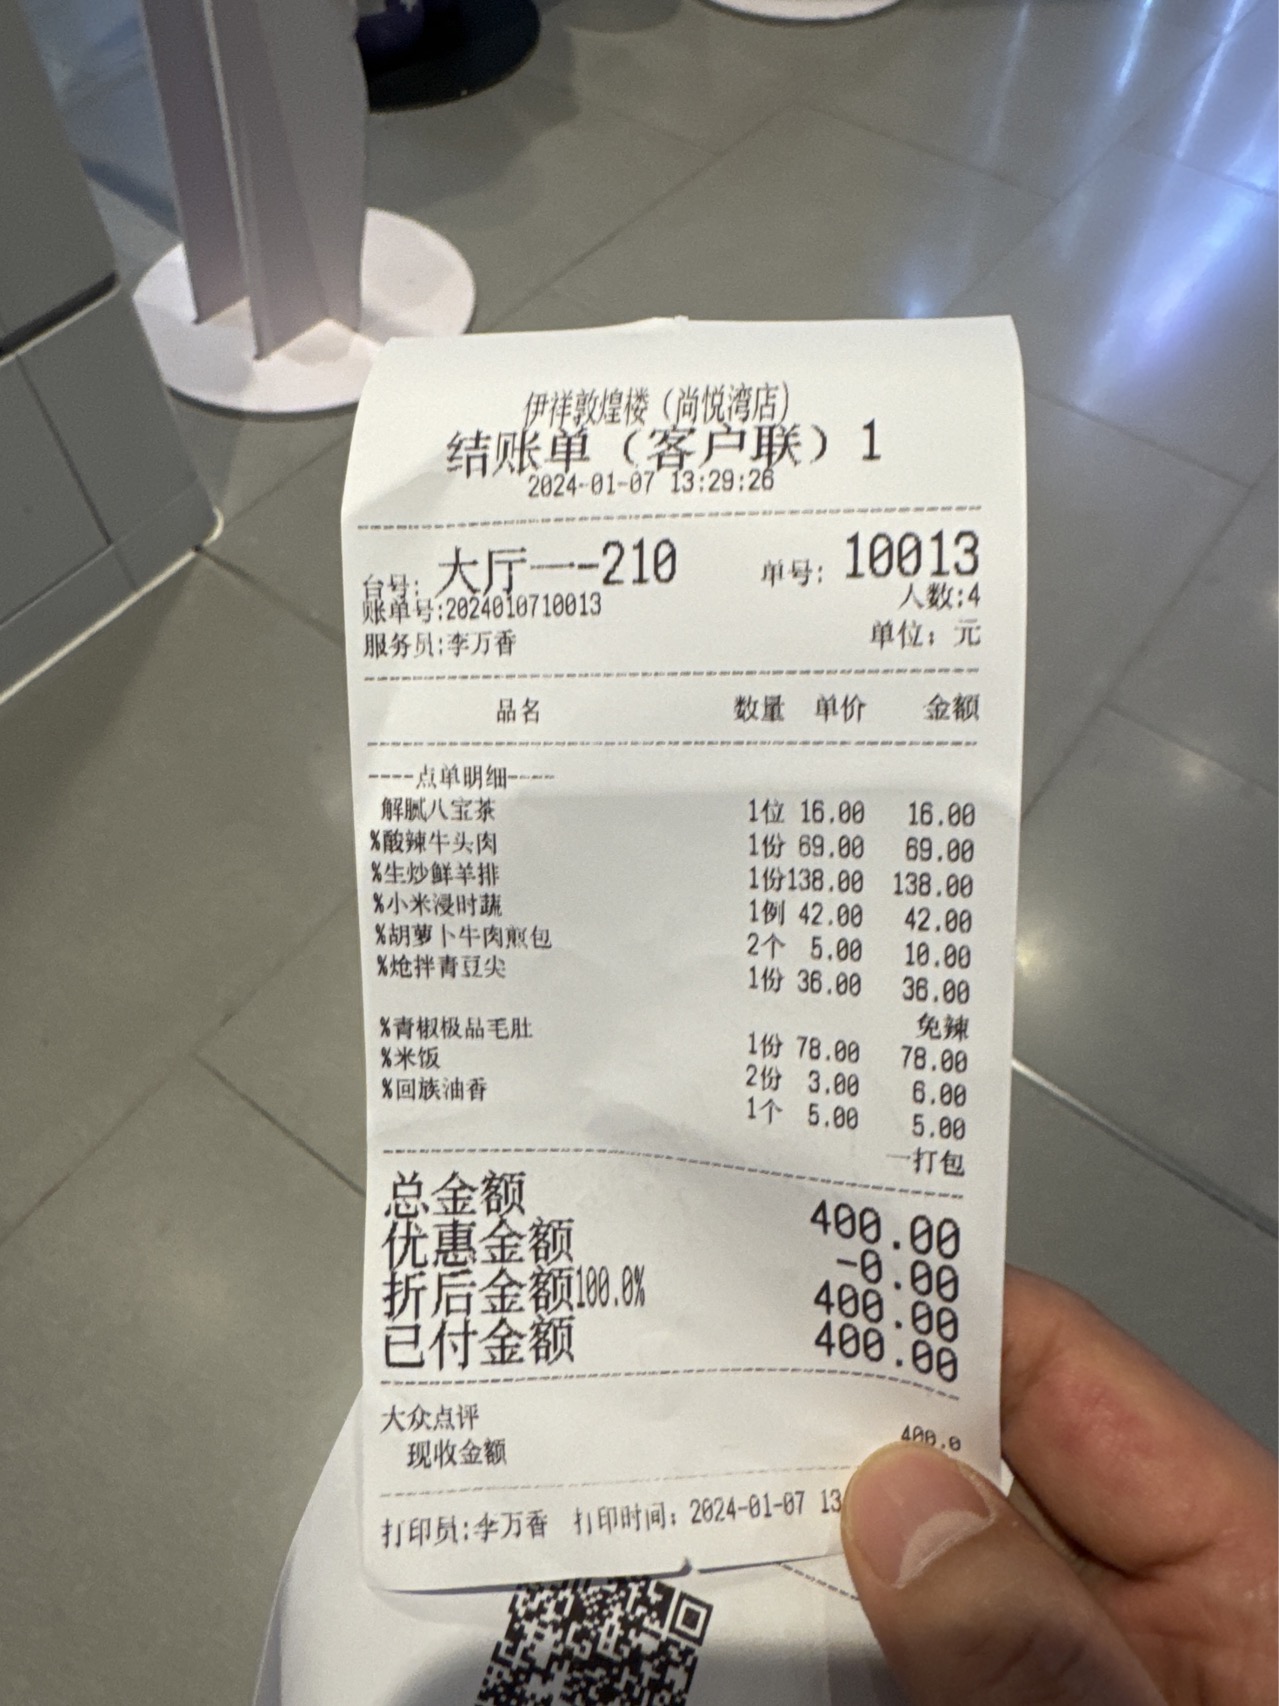 伊祥敦煌楼（尚悦湾店）
结账单（客户联）1
2024-01-07 13:29:26
台号: 大厅一-210 单号: 10013
账单号:2024010710013 人数:4
服务员:李万香 单位: 元
品名 数量 单价 金额
----点单明细----
解腻八宝茶 1位 16.00 16.00
%酸辣牛头肉 1份 69.00 69.00
%生炒鲜羊排 1份138.00 138.00
%小米浸时蔬 1例 42.00 42.00
%胡萝卜牛肉煎包 2个 5.00 10.00
%炝拌青豆尖 1份 36.00 36.00
免辣
%青椒极品毛肚 1份 78.00 78.00
%米饭 2份 3.00 6.00
%回族油香 1个 5.00 5.00
一打包
总金额 400.00
优惠金额 -0.00
折后金额100.0% 400.00
已付金额 400.00
大众点评
现收金额 400.0
打印员:李万香 打印时间: 2024-01-07 13